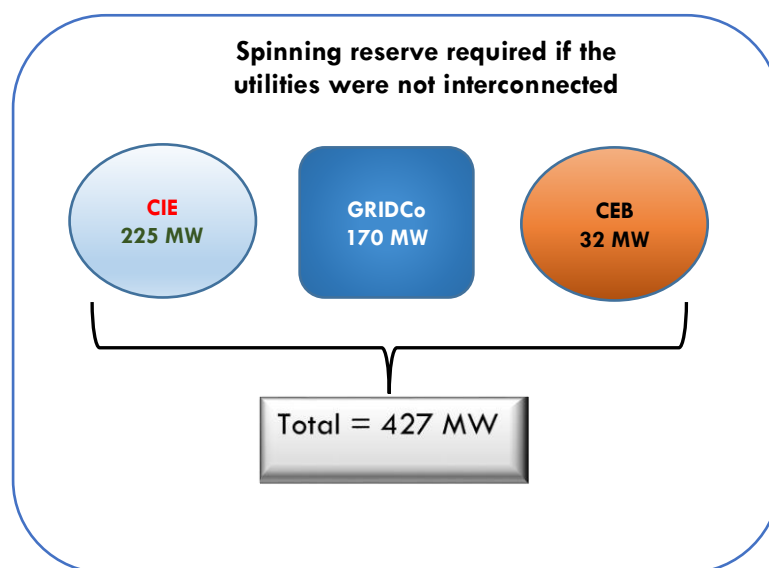 Spinning reserve required if the
utilities were not interconnected
CIE
225 MW
GRIDCo
170 MW
CEB
32 MW
Total = 427 MW